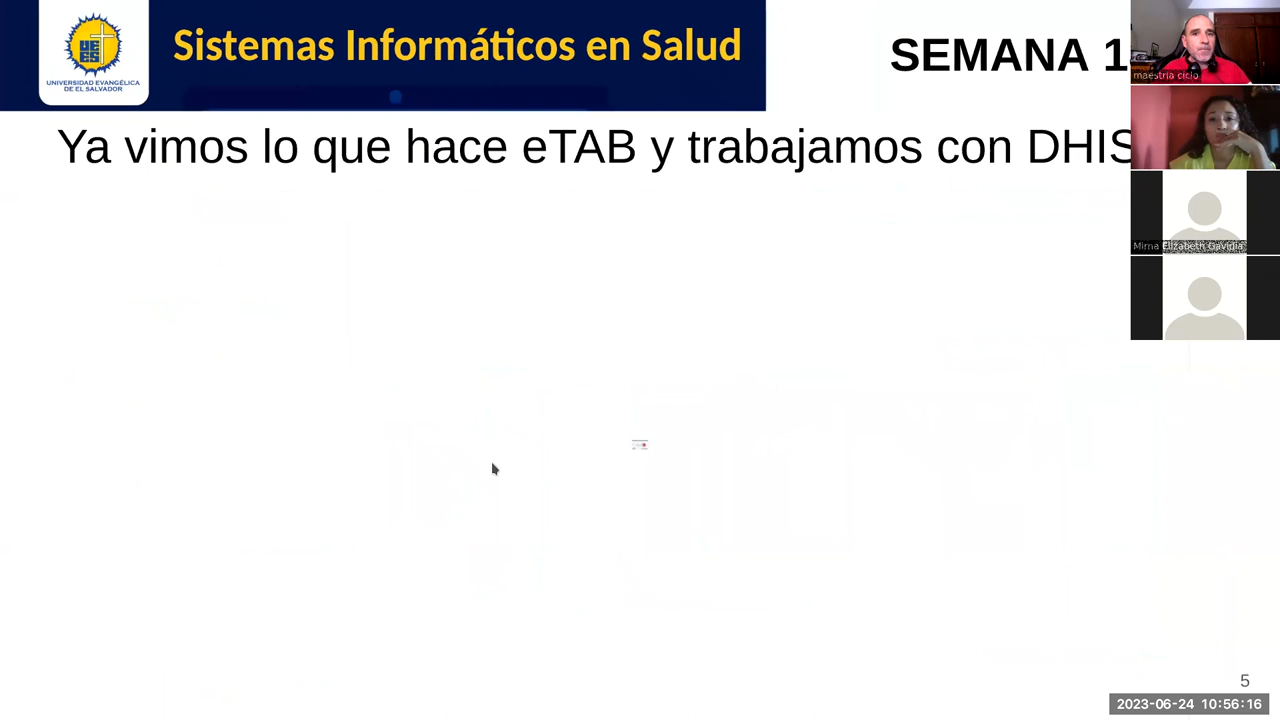 Sistemas Informáticos en Salud
SEMANA 1
UNIVERSIDAD EVANGÉLICA
DE EL SALVADOR
maestria ciclo
Ya vimos lo que hace eTAB y trabajamos con DHIS
Mirna Elizabeth Gavidia
5
2023-06-24 10:56:16